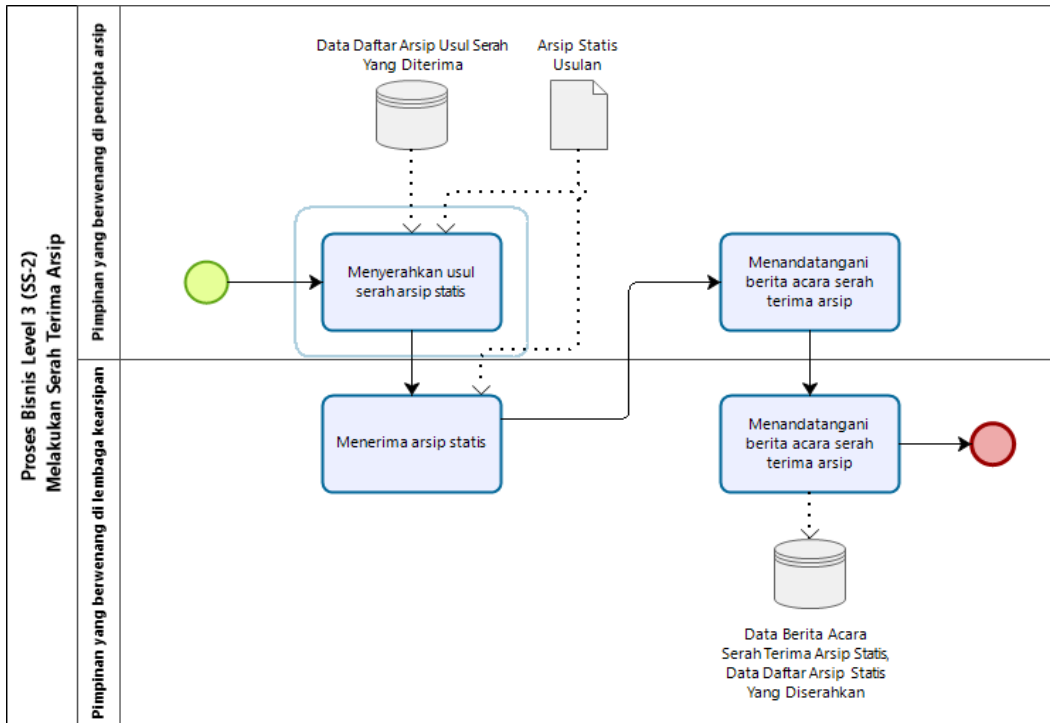 Proses Bisnis Level 3 (SS-2)
Melakukan Serah Terima Arsip
Pimpinan yang berwenang di pencipta arsip
Data Daftar Arsip Usul Serah
Yang Diterima
Arsip Statis
Usulan
Menyerahkan usul
serah arsip statis
Menandatangani
berita acara serah
terima arsip
Pimpinan yang berwenang di lembaga kearsipan
Menerima arsip statis
Menandatangani
berita acara serah
terima arsip
Data Berita Acara
Serah Terima Arsip Statis,
Data Daftar Arsip Statis
Yang Diserahkan